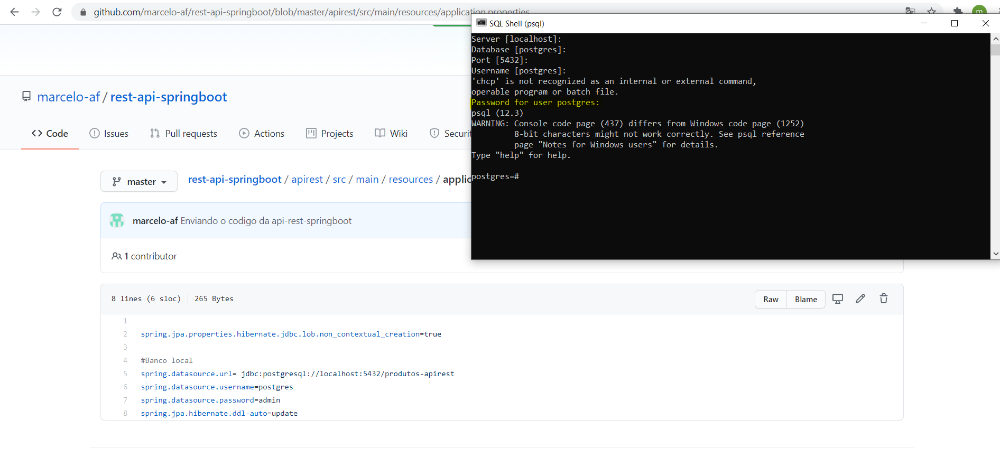 github.com/marcelo-af/rest-api-springboot/blob/master/apirest/src/main/resources/application.properties
m
SQL Shell (psql)
Server [localhost]:
Database [postgres]:
Port [5432]:
Username [postgres]:
'chcp' is not recognized as an internal or external command,
operable program or batch file.
Password for user postgres:
psql (12.3)
WARNING: Console code page (437) differs from Windows code page (1252)
8-bit characters might not work correctly. See psql reference
page "Notes for Windows users" for details.
Type "help" for help.
postgres=#
marcelo-af / rest-api-springboot
Code Issues Pull requests Actions Projects Wiki Securit
master rest-api-springboot / apirest / src / main / resources / applic
marcelo-af Enviando o codigo da api-rest-springboot
1 contributor
8 lines (6 sloc) 265 Bytes Raw Blame
1
2 spring.jpa.properties.hibernate.jdbc.lob.non_contextual_creation=true
3
4 #Banco local
5 spring.datasource.url= jdbc:postgresql://localhost:5432/produtos-apirest
6 spring.datasource.username=postgres
7 spring.datasource.password=admin
8 spring.jpa.hibernate.ddl-auto=update